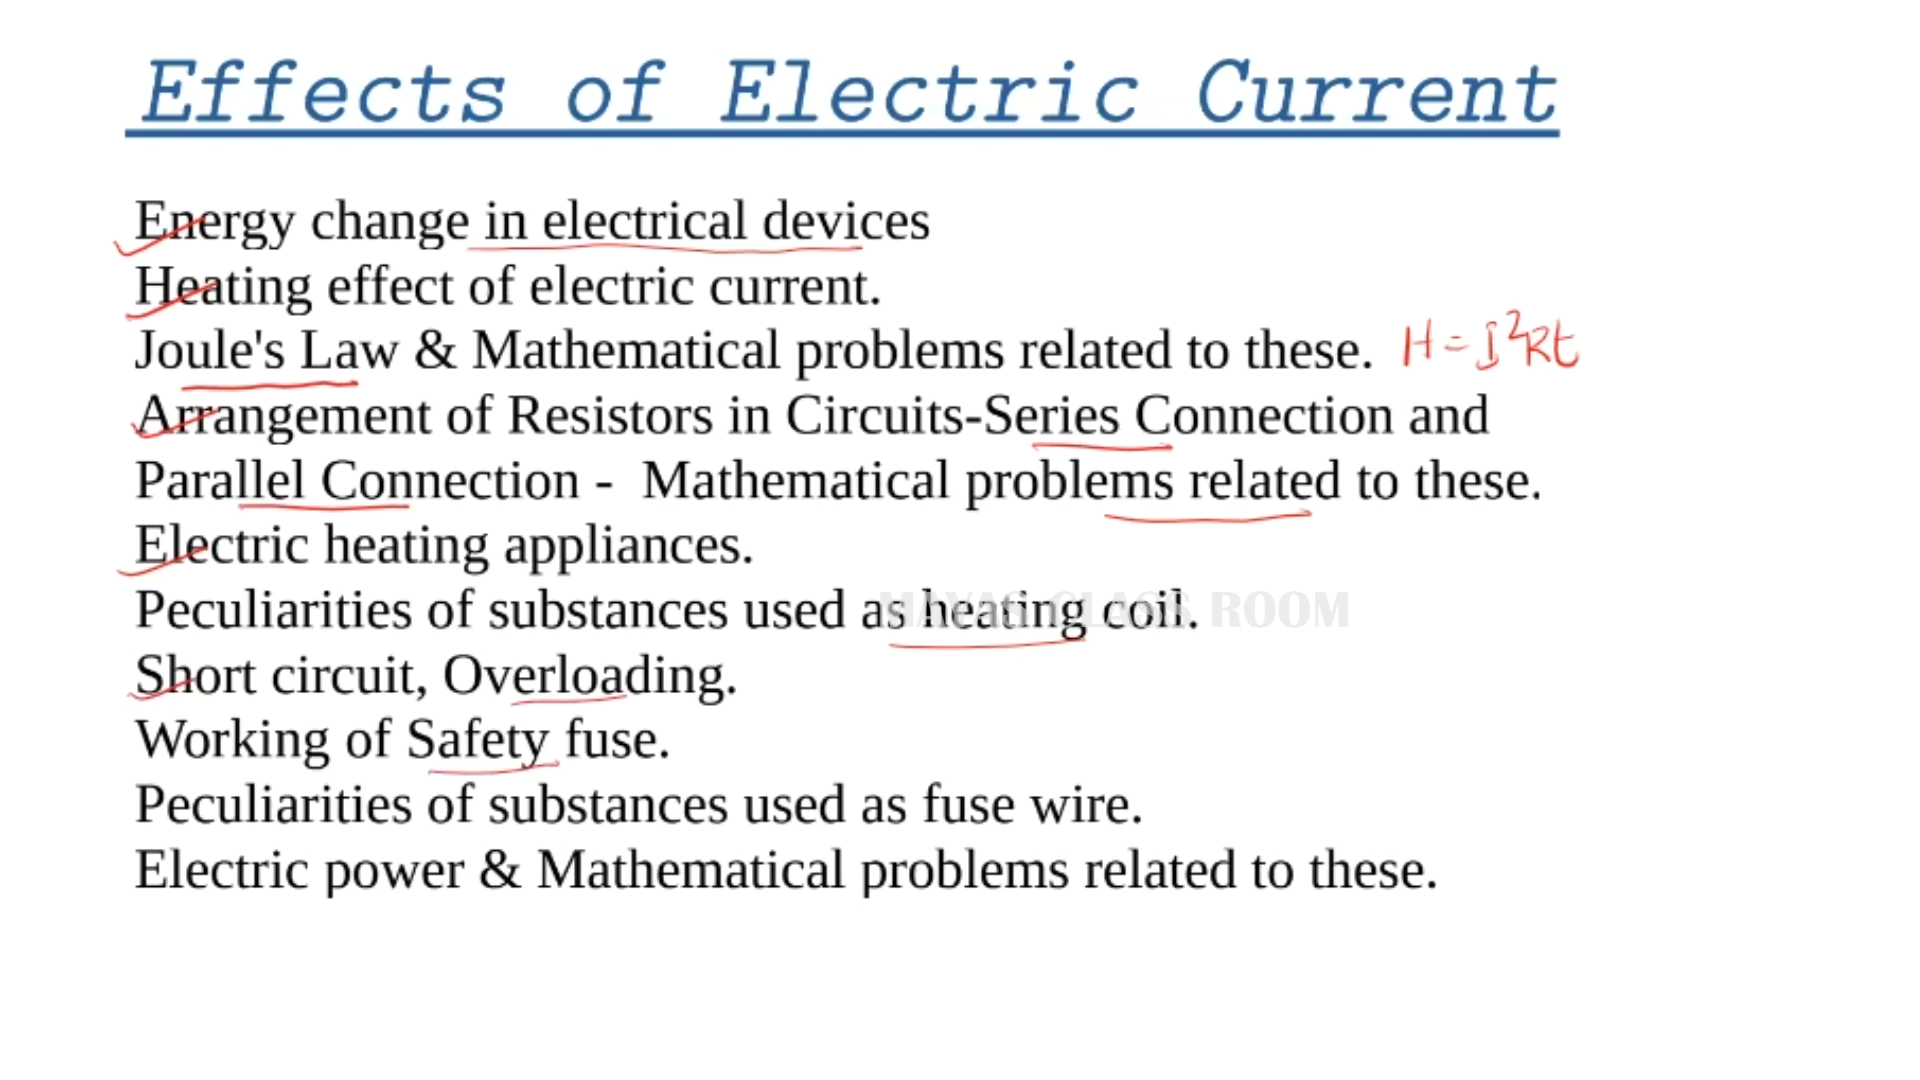 Effects of Electric Current
Energy change in electrical devices
Heating effect of electric current.
Joule's Law & Mathematical problems related to these. H = I²Rt
Arrangement of Resistors in Circuits-Series Connection and
Parallel Connection - Mathematical problems related to these.
Electric heating appliances.
Peculiarities of substances used as heating coil.
MAYAS CLASS ROOM
Short circuit, Overloading.
Working of Safety fuse.
Peculiarities of substances used as fuse wire.
Electric power & Mathematical problems related to these.